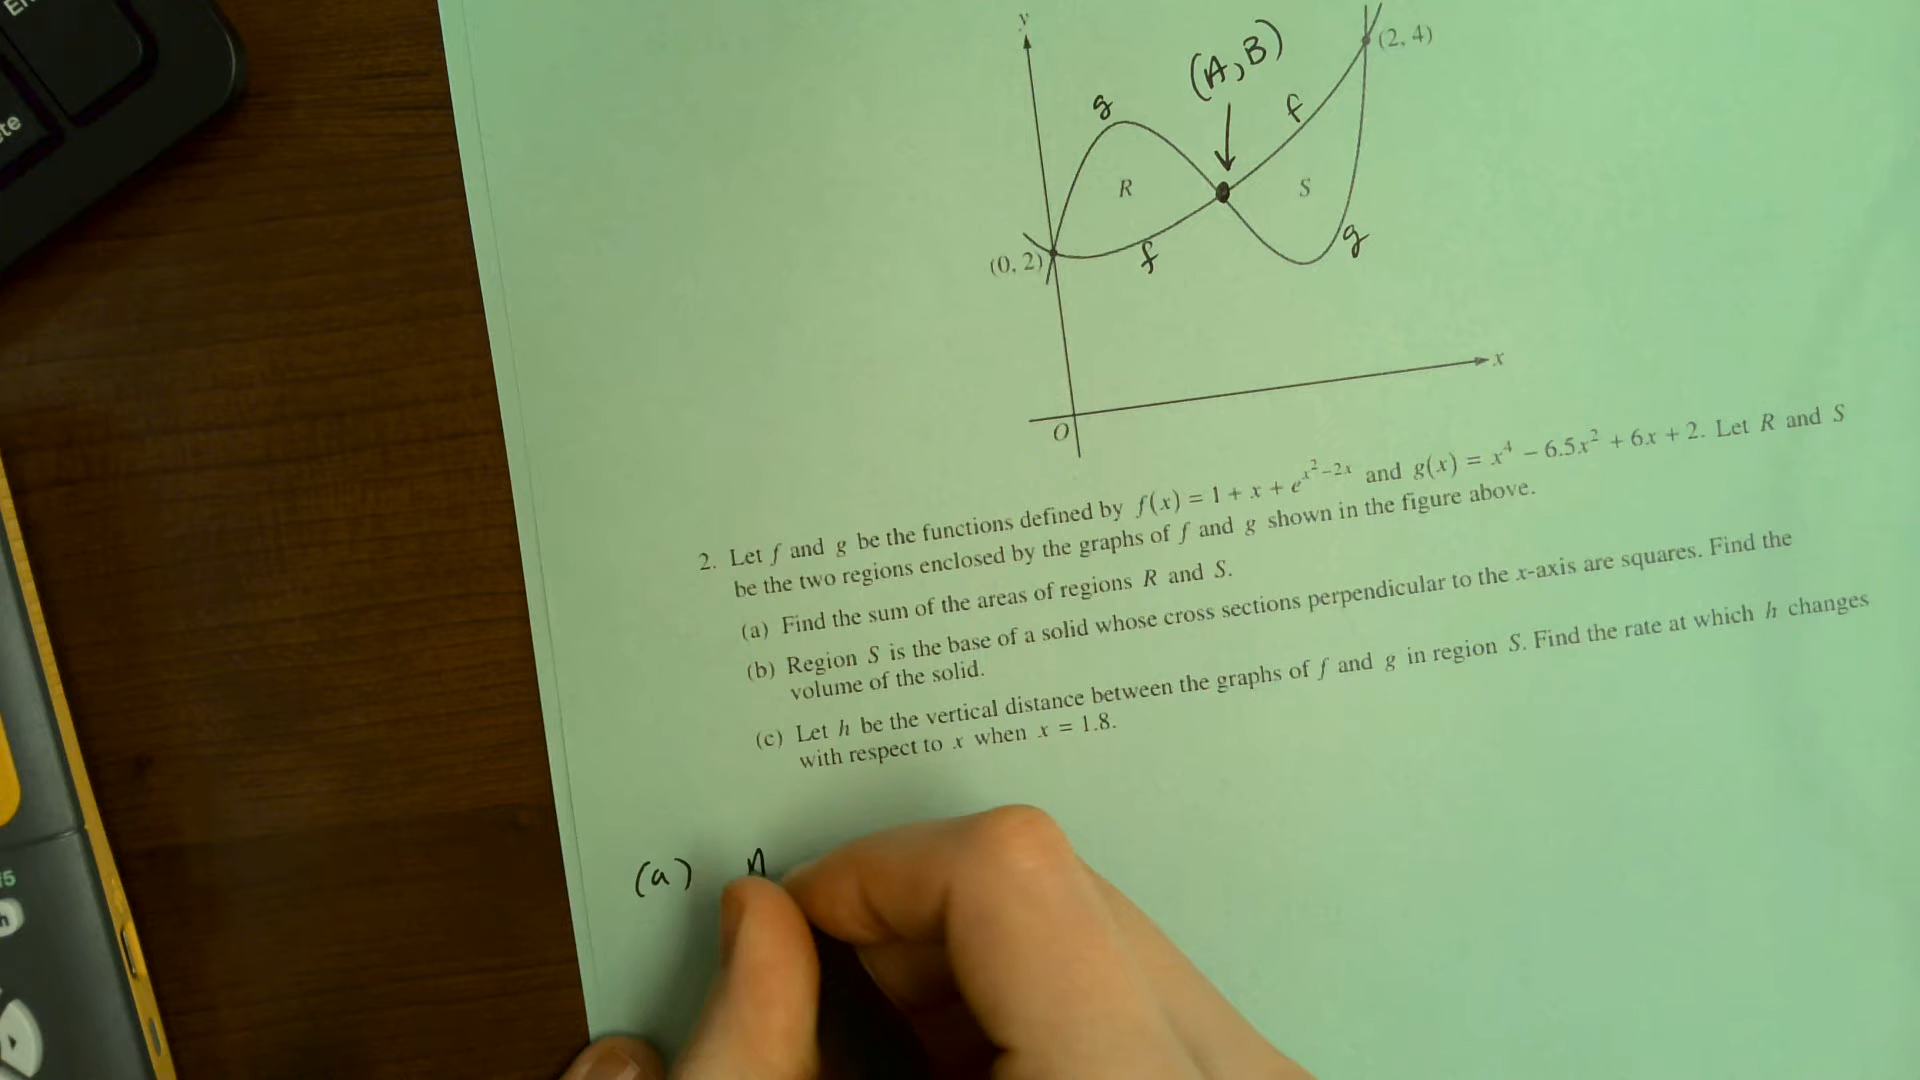 y
(A, B)
(2, 4)
g
f
R
S
(0, 2)
f
g
x
O
2. Let f and g be the functions defined by f(x) = 1 + x + e^{x^2−2x} and g(x) = x^4 − 6.5x^2 + 6x + 2. Let R and S
be the two regions enclosed by the graphs of f and g shown in the figure above.
(a) Find the sum of the areas of regions R and S.
(b) Region S is the base of a solid whose cross sections perpendicular to the x-axis are squares. Find the
volume of the solid.
(c) Let h be the vertical distance between the graphs of f and g in region S. Find the rate at which h changes
with respect to x when x = 1.8.
(a)